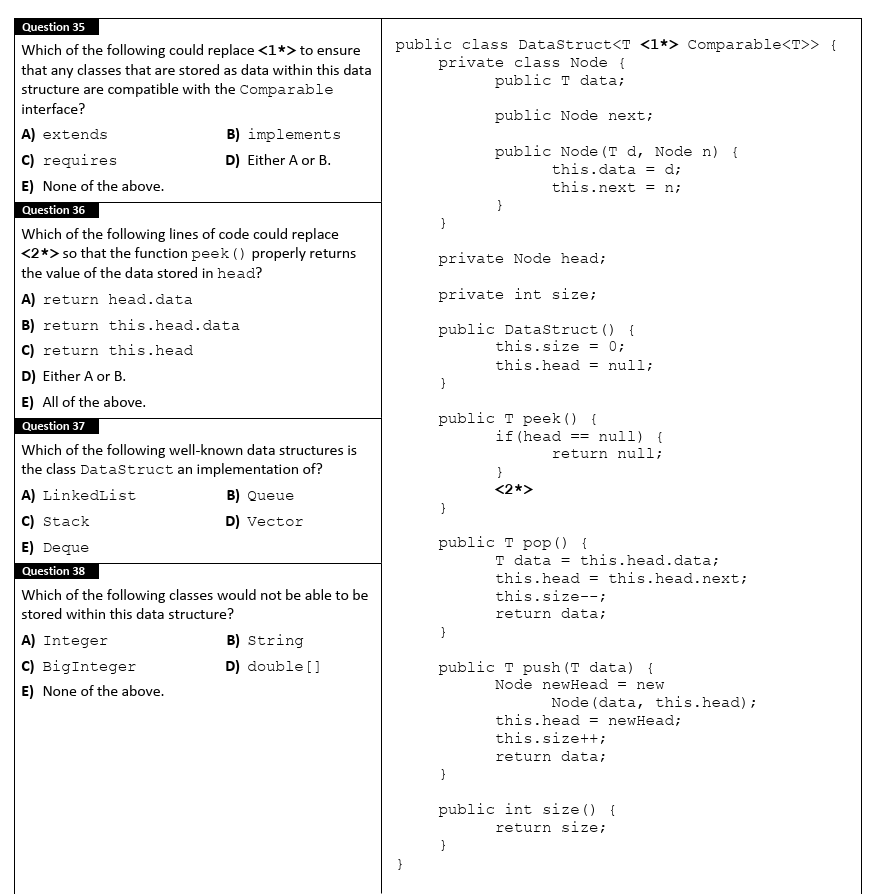 Question 35
Which of the following could replace <1*> to ensure
that any classes that are stored as data within this data
structure are compatible with the Comparable
interface?
A) extends B) implements
C) requires D) Either A or B.
E) None of the above.
Question 36
Which of the following lines of code could replace
<2*> so that the function peek() properly returns
the value of the data stored in head?
A) return head.data
B) return this.head.data
C) return this.head
D) Either A or B.
E) All of the above.
Question 37
Which of the following well-known data structures is
the class DataStruct an implementation of?
A) LinkedList B) Queue
C) Stack D) Vector
E) Deque
Question 38
Which of the following classes would not be able to be
stored within this data structure?
A) Integer B) String
C) BigInteger D) double[]
E) None of the above.
public class DataStruct<T <1*> Comparable<T>> {
private class Node {
public T data;
public Node next;
public Node(T d, Node n) {
this.data = d;
this.next = n;
}
}
private Node head;
private int size;
public DataStruct() {
this.size = 0;
this.head = null;
}
public T peek() {
if(head == null) {
return null;
}
<2*>
}
public T pop() {
T data = this.head.data;
this.head = this.head.next;
this.size--;
return data;
}
public T push(T data) {
Node newHead = new
Node(data, this.head);
this.head = newHead;
this.size++;
return data;
}
public int size() {
return size;
}
}